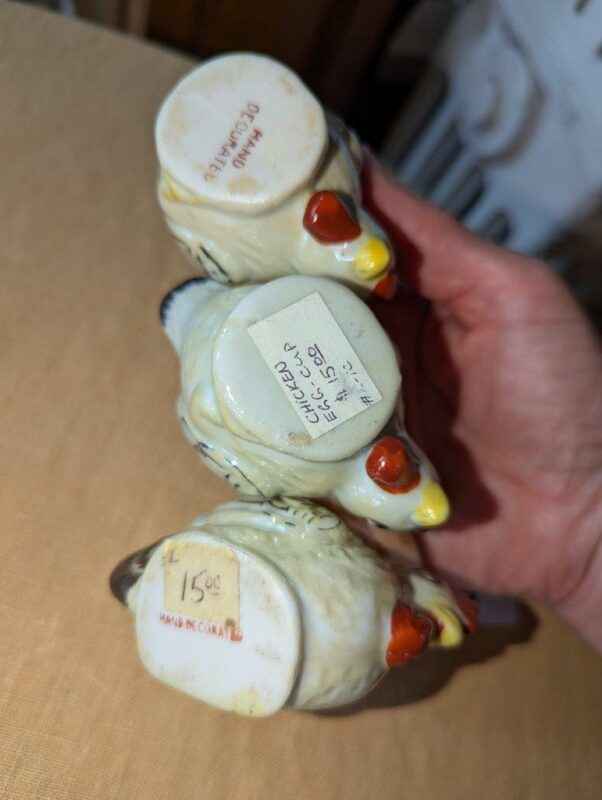 HAND
DECORATED
CHICKEN
EGG-CUP
$15.00
15.00
HAND DECORATED